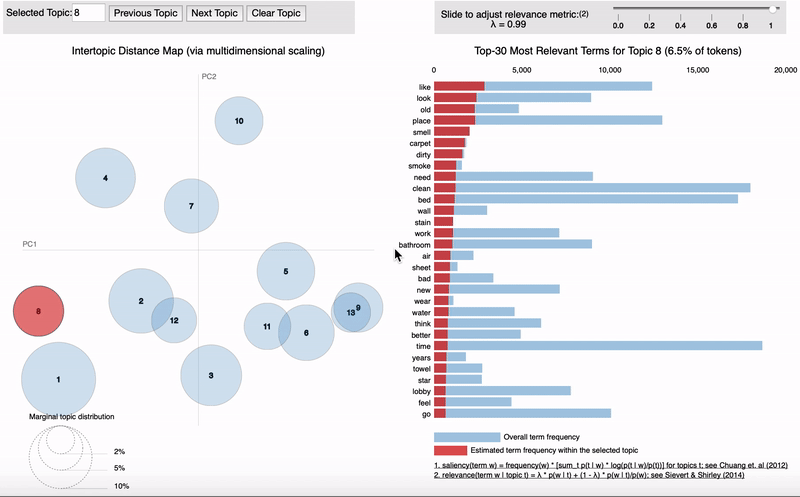 Selected Topic: 8 Previous Topic Next Topic Clear Topic
Slide to adjust relevance metric:(2)
λ = 0.99
0.0 0.2 0.4 0.6 0.8 1.0
Intertopic Distance Map (via multidimensional scaling)
PC2
PC1
10
4
7
5
8
2
12
9
13
11
6
3
1
Marginal topic distribution
2%
5%
10%
Top-30 Most Relevant Terms for Topic 8 (6.5% of tokens)
0 5,000 10,000 15,000 20,000
like
look
old
place
smell
carpet
dirty
smoke
need
clean
bed
wall
stain
work
bathroom
air
sheet
bad
new
wear
water
think
better
time
years
towel
star
lobby
feel
go
Overall term frequency
Estimated term frequency within the selected topic
1. saliency(term w) = frequency(w) * [sum_t p(t | w) * log(p(t | w)/p(t))] for topics t; see Chuang et. al (2012)
2. relevance(term w | topic t) = λ * p(w | t) + (1 - λ) * p(w | t)/p(w); see Sievert & Shirley (2014)